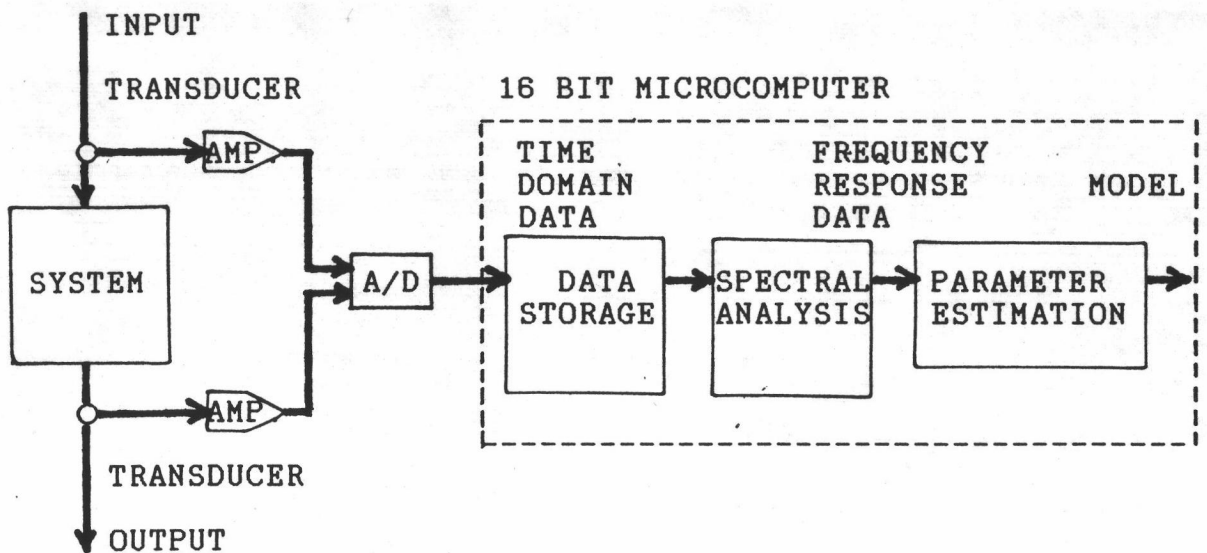 INPUT
TRANSDUCER
16 BIT MICROCOMPUTER
AMP
TIME
DOMAIN
DATA
FREQUENCY
RESPONSE
DATA
MODEL
SYSTEM
A/D
DATA
STORAGE
SPECTRAL
ANALYSIS
PARAMETER
ESTIMATION
AMP
TRANSDUCER
OUTPUT